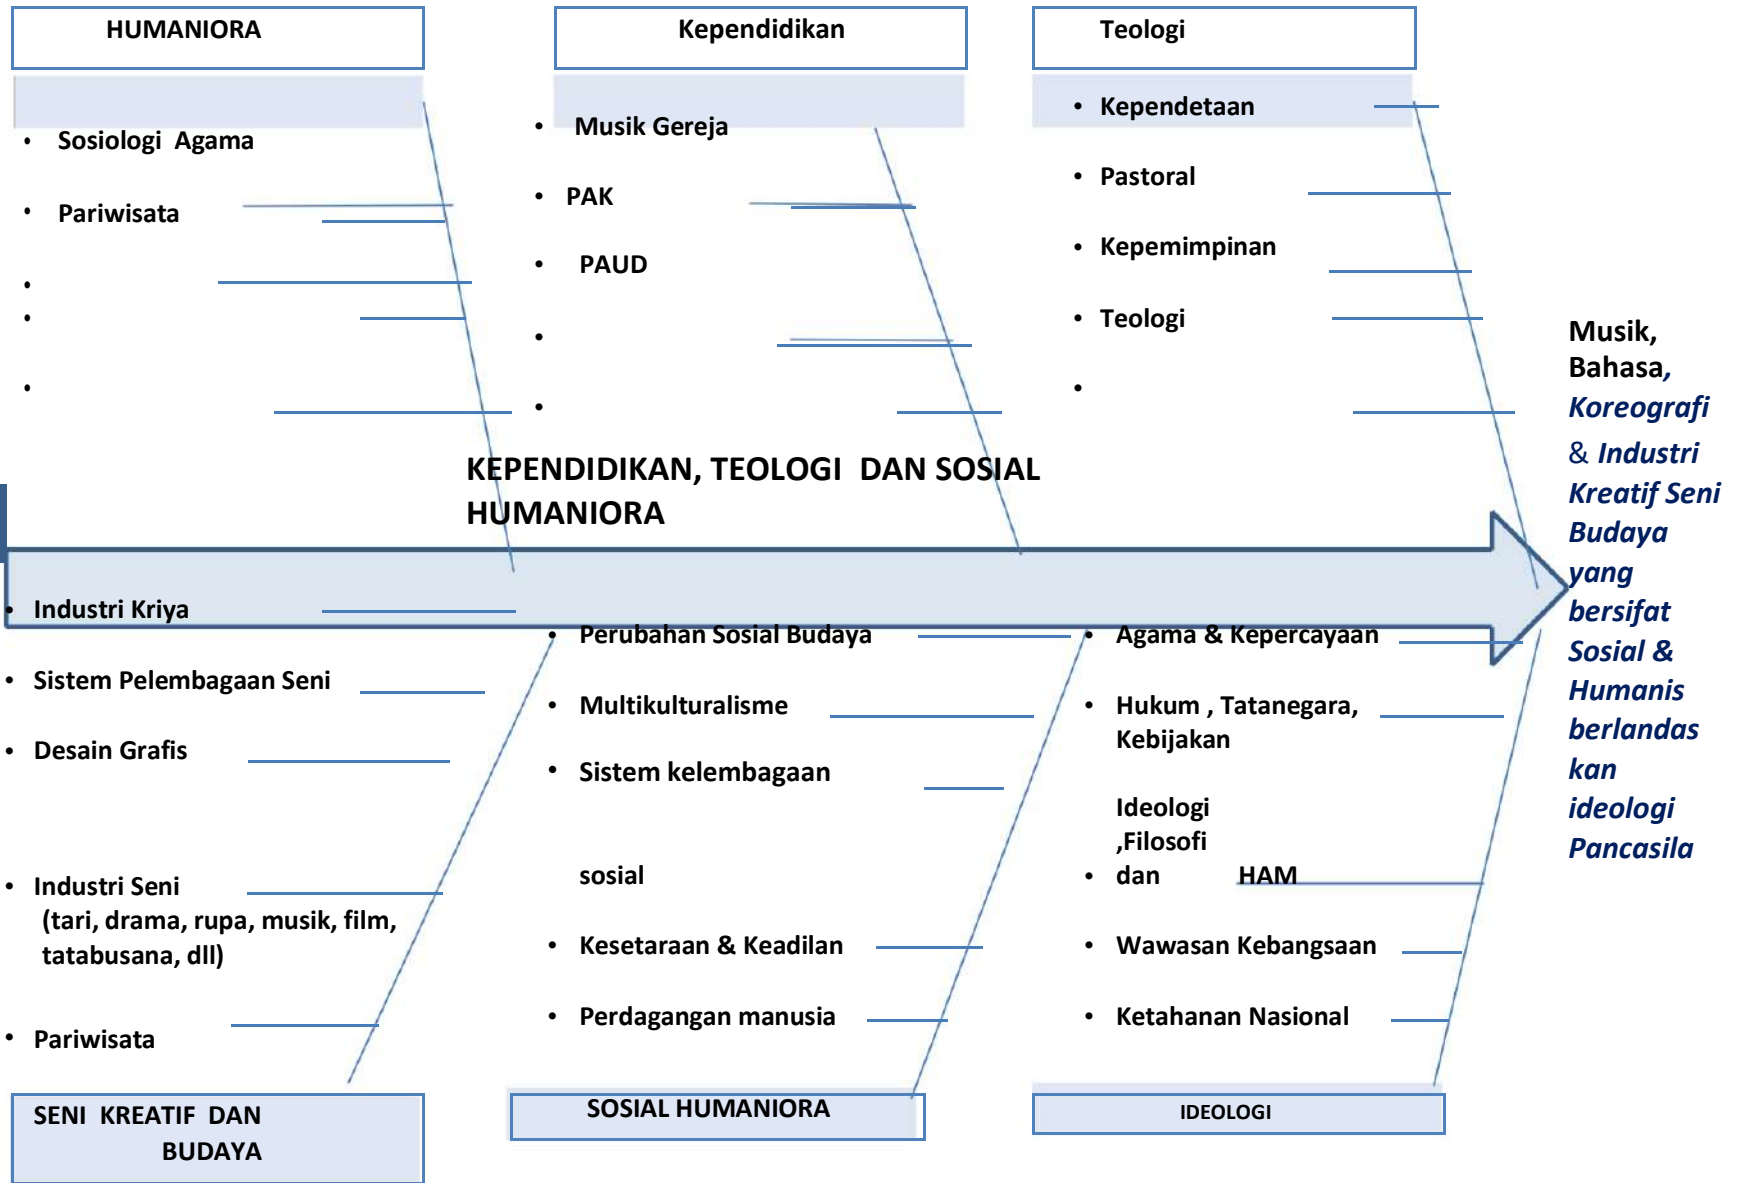 HUMANIORA
• Sosiologi Agama
• Pariwisata
•
•
•
Kependidikan
• Musik Gereja
• PAK
• PAUD
•
•
Teologi
• Kependetaan
• Pastoral
• Kepemimpinan
• Teologi
•
KEPENDIDIKAN, TEOLOGI DAN SOSIAL
HUMANIORA
• Industri Kriya
• Sistem Pelembagaan Seni
• Desain Grafis
• Industri Seni
(tari, drama, rupa, musik, film,
tatabusana, dll)
• Pariwisata
SENI KREATIF DAN
BUDAYA
• Perubahan Sosial Budaya
• Multikulturalisme
• Sistem kelembagaan
sosial
• Kesetaraan & Keadilan
• Perdagangan manusia
SOSIAL HUMANIORA
• Agama & Kepercayaan
• Hukum , Tatanegara,
Kebijakan
Ideologi
,Filosofi
• dan HAM
• Wawasan Kebangsaan
• Ketahanan Nasional
IDEOLOGI
Musik,
Bahasa,
Koreografi
& Industri
Kreatif Seni
Budaya
yang
bersifat
Sosial &
Humanis
berlandas
kan
ideologi
Pancasila